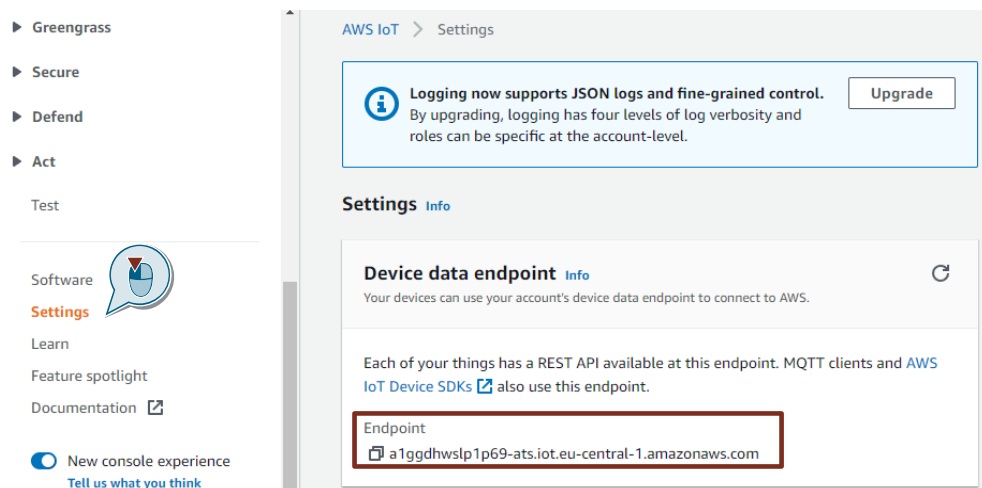 Greengrass
Secure
Defend
Act
Test
Software
Settings
Learn
Feature spotlight
Documentation
New console experience
Tell us what you think
AWS IoT > Settings
Logging now supports JSON logs and fine-grained control.
Upgrade
By upgrading, logging has four levels of log verbosity and
roles can be specific at the account-level.
Settings Info
Device data endpoint Info
Your devices can use your account's device data endpoint to connect to AWS.
Each of your things has a REST API available at this endpoint. MQTT clients and AWS
IoT Device SDKs also use this endpoint.
Endpoint
a1ggdhwslp1p69-ats.iot.eu-central-1.amazonaws.com